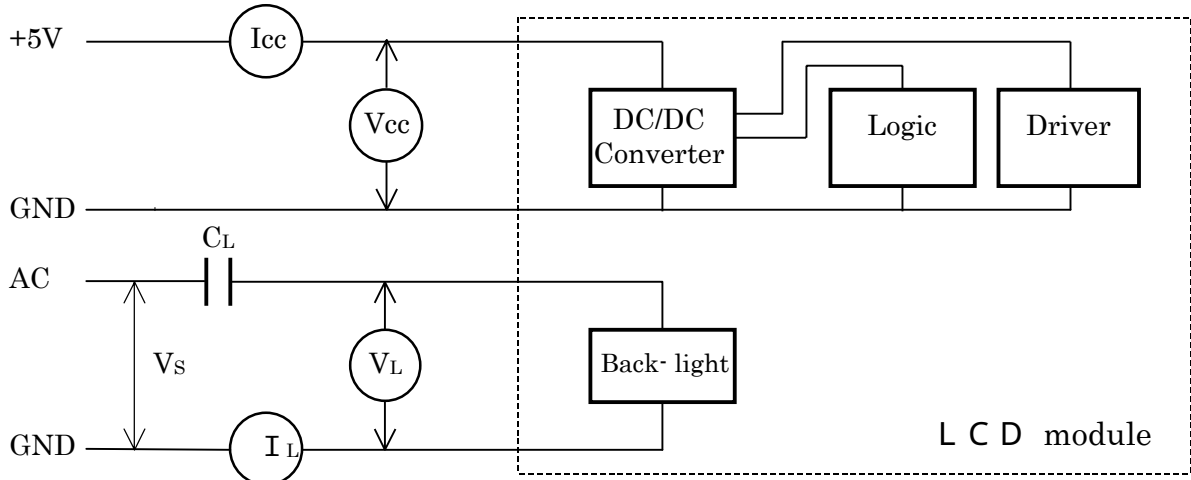 +5V
Icc
Vcc
DC/DC
Converter
Logic
Driver
GND
CL
AC
VS
VL
Back- light
GND
IL
LCD module